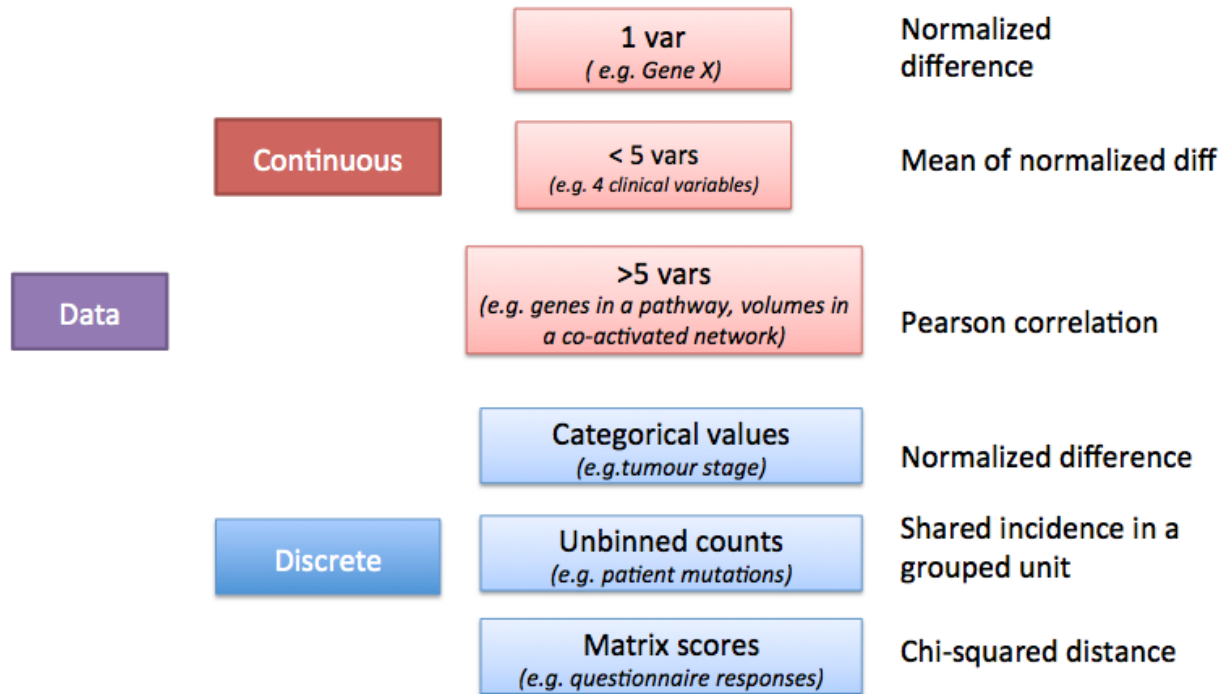 1 var
( e.g. Gene X)
Normalized
difference
Continuous
< 5 vars
(e.g. 4 clinical variables)
Mean of normalized diff
Data
>5 vars
(e.g. genes in a pathway, volumes in
a co-activated network)
Pearson correlation
Categorical values
(e.g.tumour stage)
Normalized difference
Discrete
Unbinned counts
(e.g. patient mutations)
Shared incidence in a
grouped unit
Matrix scores
(e.g. questionnaire responses)
Chi-squared distance